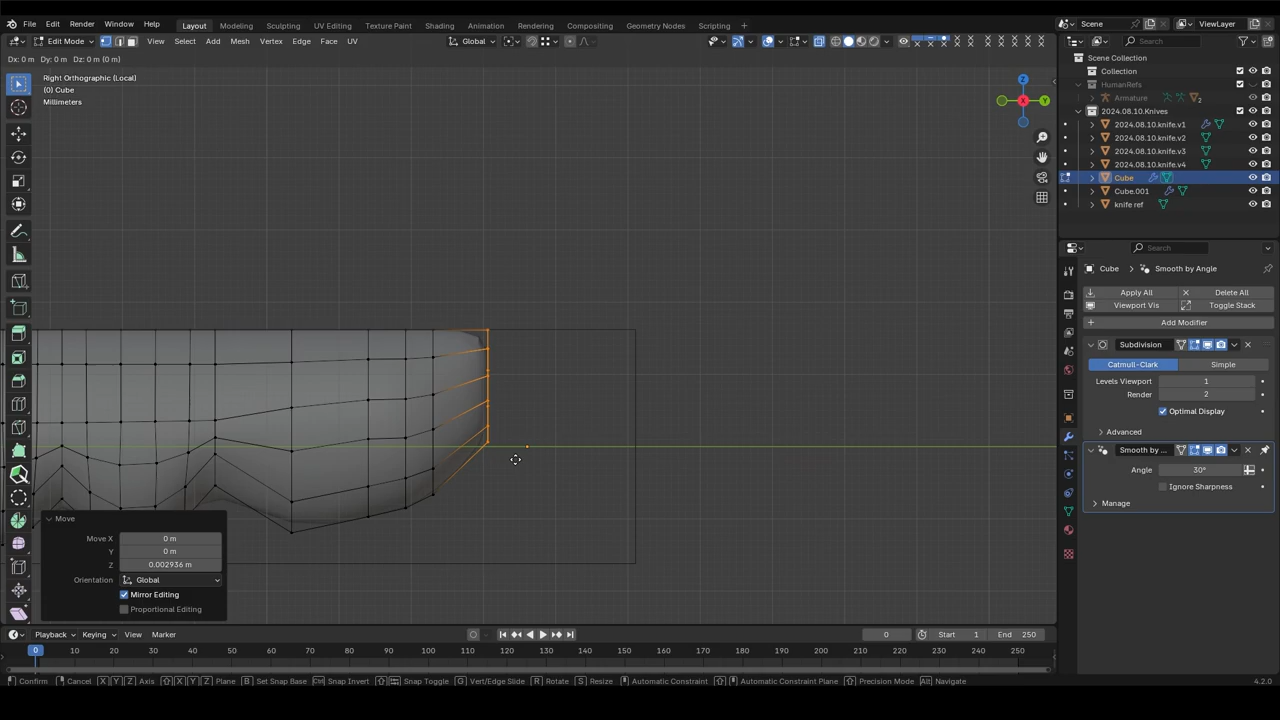 File Edit Render Window Help Layout Modeling Sculpting UV Editing Texture Paint Shading Animation Rendering Compositing Geometry Nodes Scripting Scene ViewLayer
Edit Mode View Select Add Mesh Vertex Edge Face UV Global Search
Dx: 0 m Dy: 0 m Dz: 0 m (0 m)
Right Orthographic (Local)
(0) Cube
Millimeters
Z
X
Y
Scene Collection
Collection
HumanRefs
Armature 2
2024.08.10.Knives
2024.08.10.knife.v1
2024.08.10.knife.v2
2024.08.10.knife.v3
2024.08.10.knife.v4
Cube
Cube.001
knife ref
Search
Cube Smooth by Angle
Apply All Delete All
Viewport Vis Toggle Stack
Add Modifier
Subdivision
Catmull-Clark Simple
Levels Viewport 1
Render 2
Optimal Display
Advanced
Smooth by ...
Angle 30°
Ignore Sharpness
Manage
Move
Move X 0 m
Y 0 m
Z 0.002936 m
Orientation Global
Mirror Editing
Proportional Editing
Playback Keying View Marker 0 Start 1 End 250
0 10 20 30 40 50 60 70 80 90 100 110 120 130 140 150 160 170 180 190 200 210 220 230 240 250
Confirm Cancel X Y Z Axis X Y Z Plane B Set Snap Base Ctrl Snap Invert Snap Toggle G Vert/Edge Slide R Rotate S Resize Automatic Constraint Automatic Constraint Plane Precision Mode Alt Navigate 4.2.0